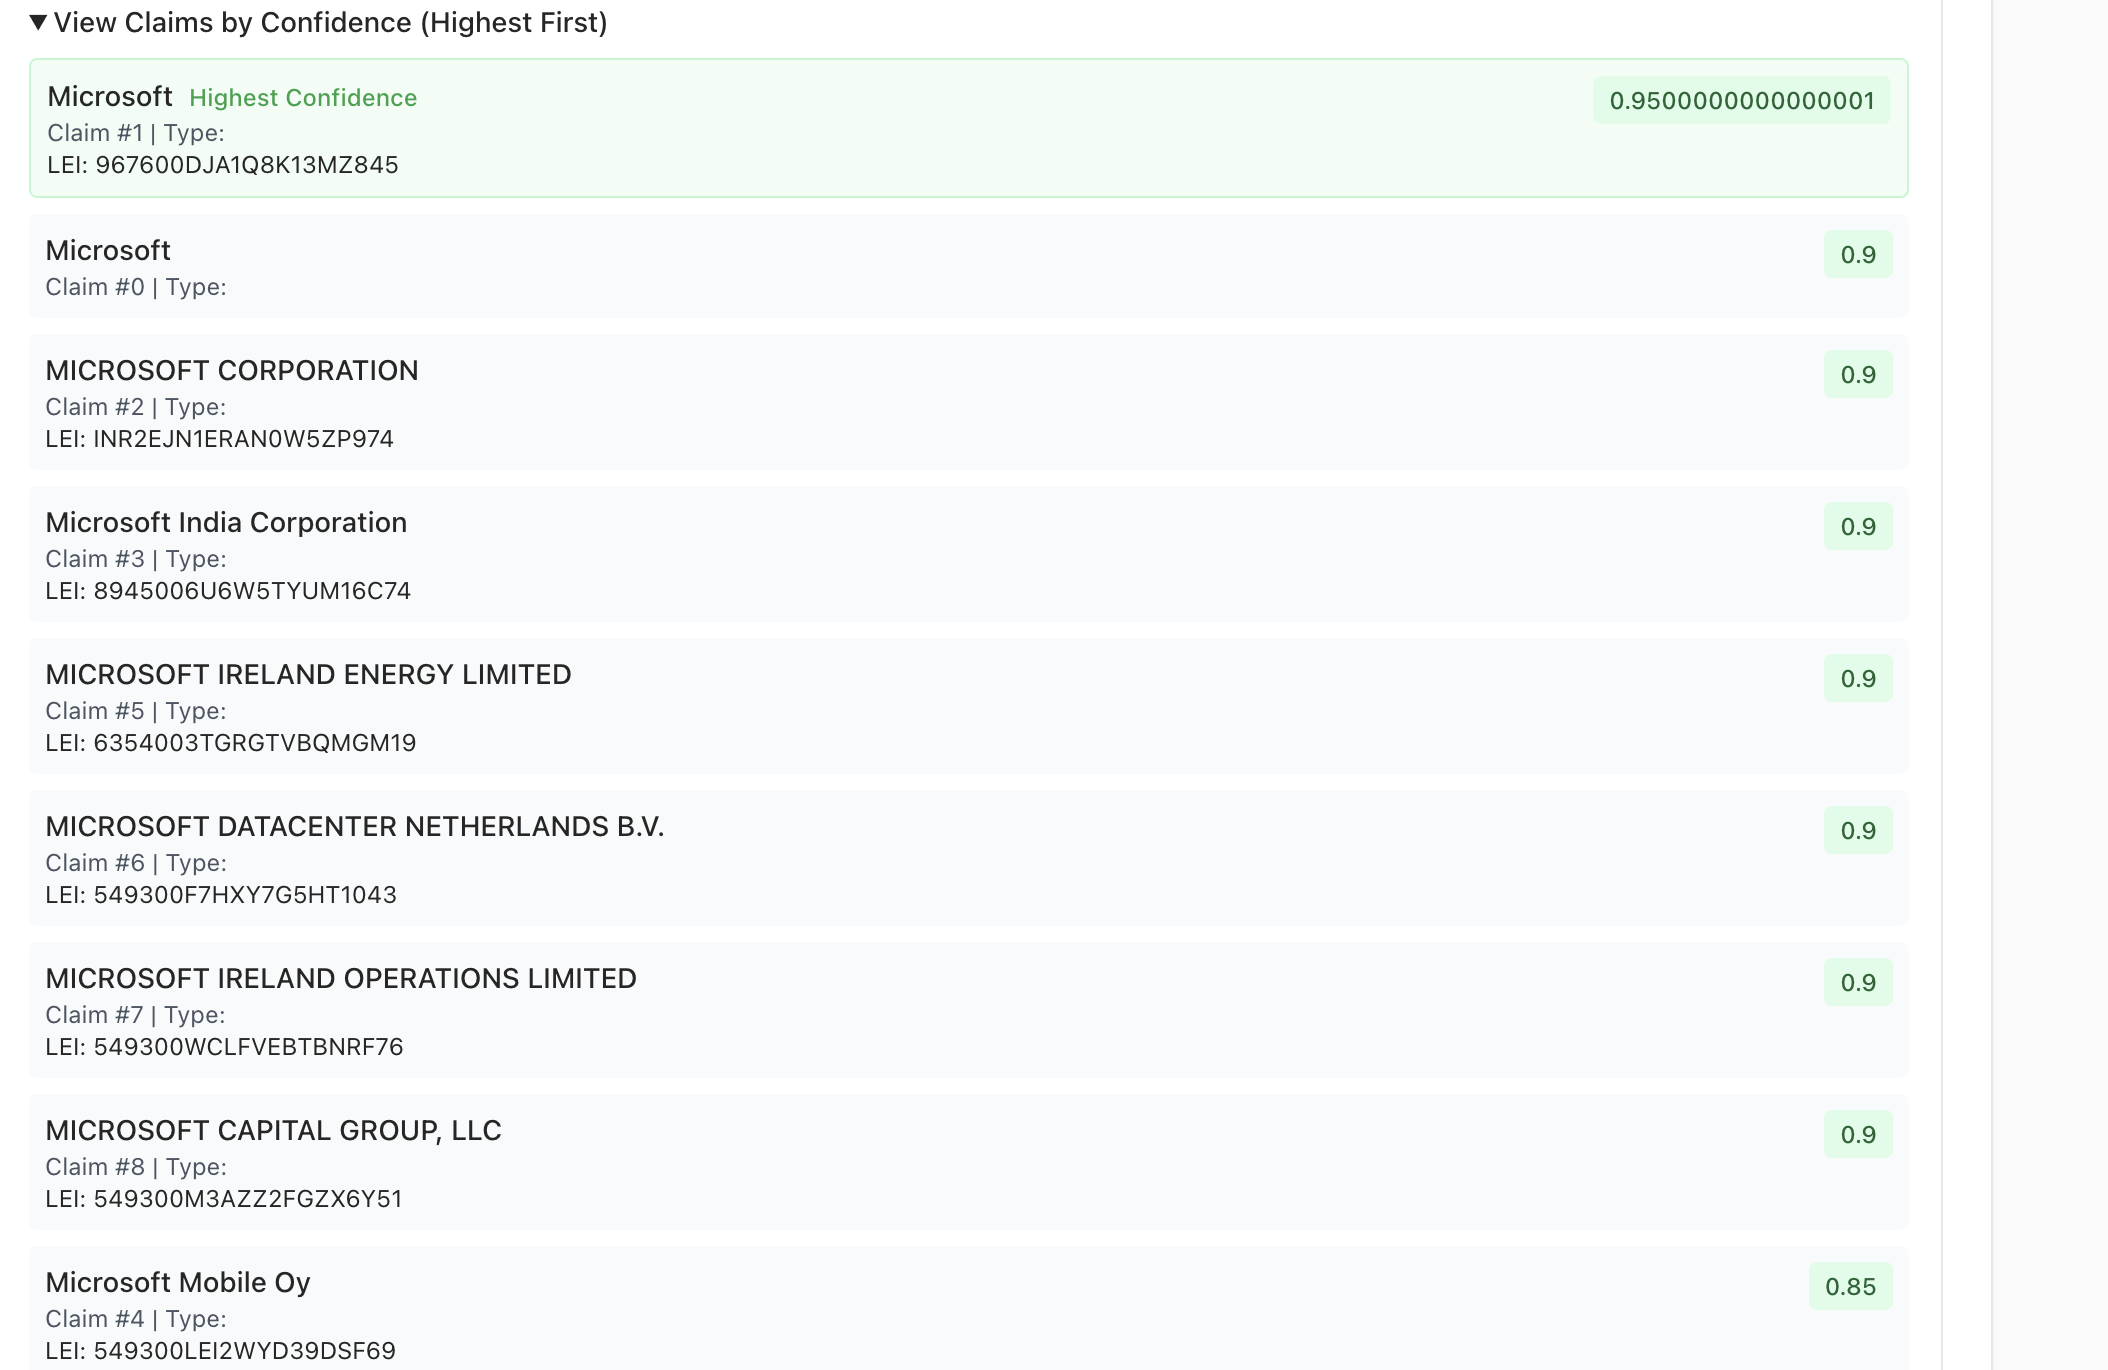 ▼ View Claims by Confidence (Highest First)
Microsoft Highest Confidence
0.9500000000000001
Claim #1 | Type:
LEI: 967600DJA1Q8K13MZ845
Microsoft
0.9
Claim #0 | Type:
MICROSOFT CORPORATION
0.9
Claim #2 | Type:
LEI: INR2EJN1ERAN0W5ZP974
Microsoft India Corporation
0.9
Claim #3 | Type:
LEI: 8945006U6W5TYUM16C74
MICROSOFT IRELAND ENERGY LIMITED
0.9
Claim #5 | Type:
LEI: 6354003TGRGTVBQMGM19
MICROSOFT DATACENTER NETHERLANDS B.V.
0.9
Claim #6 | Type:
LEI: 549300F7HXY7G5HT1043
MICROSOFT IRELAND OPERATIONS LIMITED
0.9
Claim #7 | Type:
LEI: 549300WCLFVEBTBNRF76
MICROSOFT CAPITAL GROUP, LLC
0.9
Claim #8 | Type:
LEI: 549300M3AZZ2FGZX6Y51
Microsoft Mobile Oy
0.85
Claim #4 | Type:
LEI: 549300LEI2WYD39DSF69